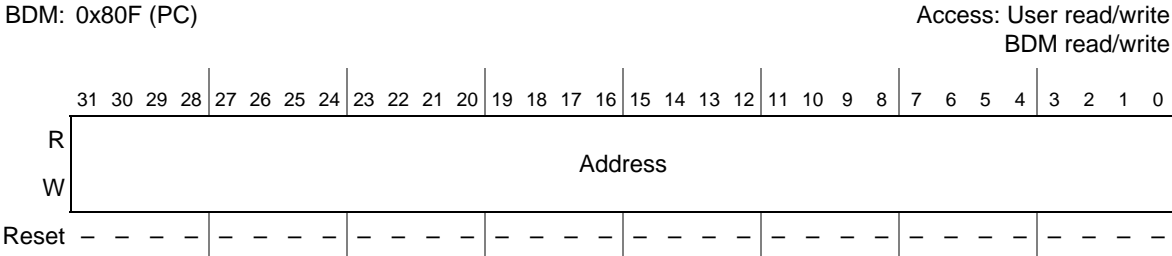 BDM: 0x80F (PC) Access: User read/write
BDM read/write
31 30 29 28 27 26 25 24 23 22 21 20 19 18 17 16 15 14 13 12 11 10 9 8 7 6 5 4 3 2 1 0
R
Address
W
Reset – – – – – – – – – – – – – – – – – – – – – – – – – – – – – – – –